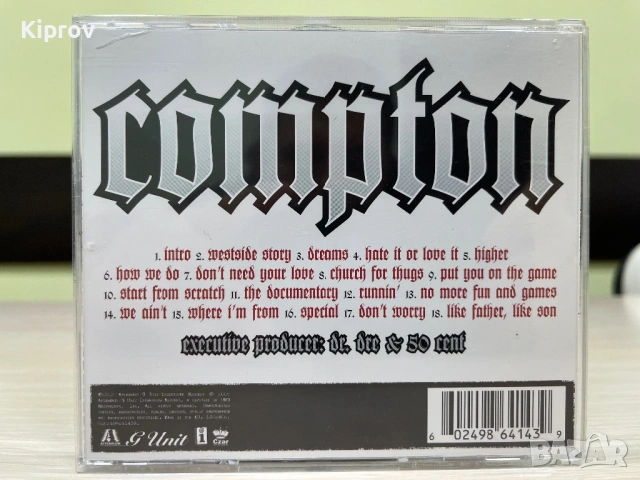 Kiprov
compton
1. intro 2. westside story 3. dreams 4. hate it or love it 5. higher
6. how we do 7. don't need your love 8. church for thugs 9. put you on the game
10. start from scratch 11. the documentary 12. runnin' 13. no more fun and games
14. we ain't 15. where i'm from 16. special 17. don't worry 18. like father, like son
executive producer: dr. dre & 50 cent
G Unit Czar
6 02498 64143 9
BAZAR